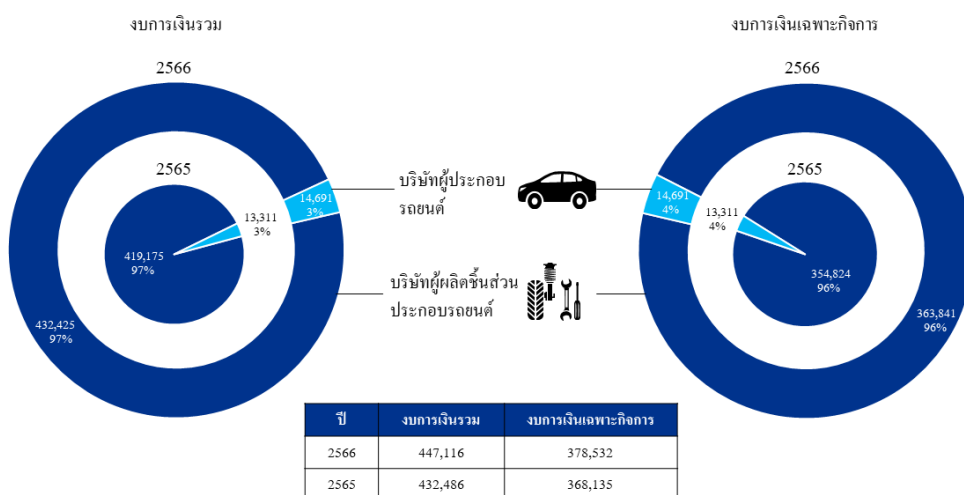 งบการเงินรวม
2566
2565
14,691
3%
13,311
3%
419,175
97%
432,425
97%
บริษัทผู้ประกอบ
รถยนต์
บริษัทผู้ผลิตชิ้นส่วน
ประกอบรถยนต์
งบการเงินเฉพาะกิจการ
2566
2565
14,691
4%
13,311
4%
354,824
96%
363,841
96%
ปี งบการเงินรวม งบการเงินเฉพาะกิจการ
2566 447,116 378,532
2565 432,486 368,135